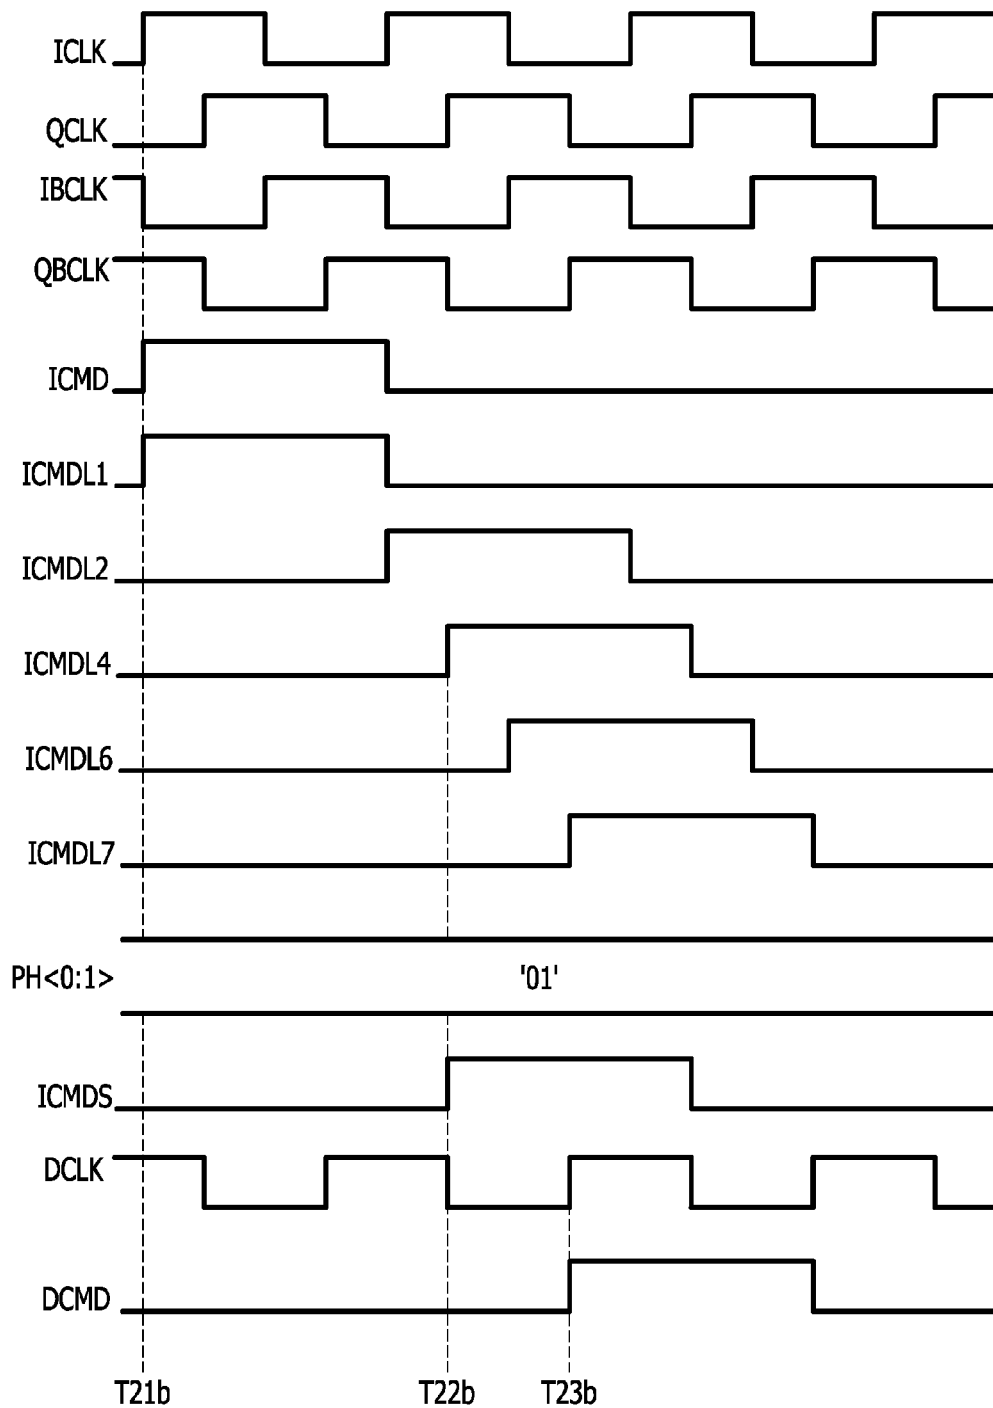 ICLK
QCLK
IBCLK
QBCLK
ICMD
ICMDL1
ICMDL2
ICMDL4
ICMDL6
ICMDL7
PH<0:1> '01'
ICMDS
DCLK
DCMD
T21b T22b T23b